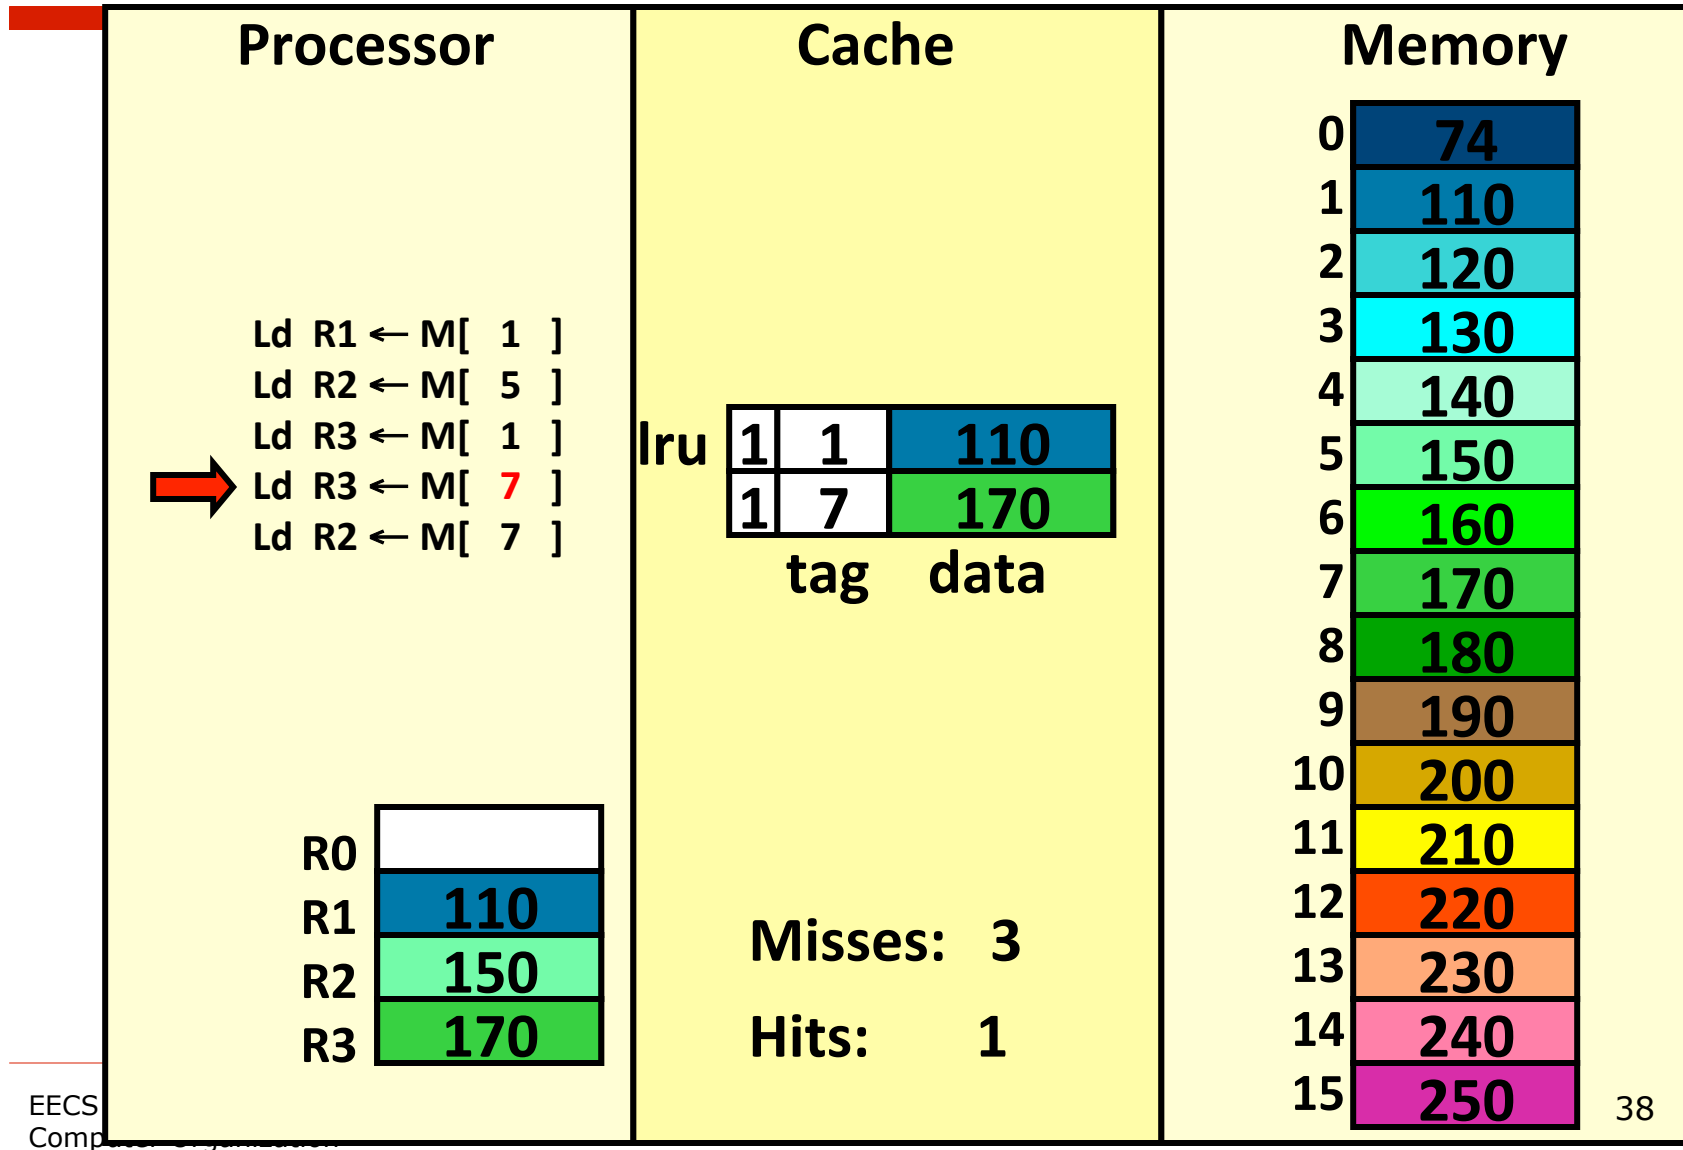 Processor
Ld R1 ← M[ 1 ]
Ld R2 ← M[ 5 ]
Ld R3 ← M[ 1 ]
Ld R3 ← M[ 7 ]
Ld R2 ← M[ 7 ]
R0
R1 110
R2 150
R3 170
Cache
lru 1 1 110
1 7 170
tag data
Misses: 3
Hits: 1
Memory
0 74
1 110
2 120
3 130
4 140
5 150
6 160
7 170
8 180
9 190
10 200
11 210
12 220
13 230
14 240
15 250
EECS
Computer Organization
38